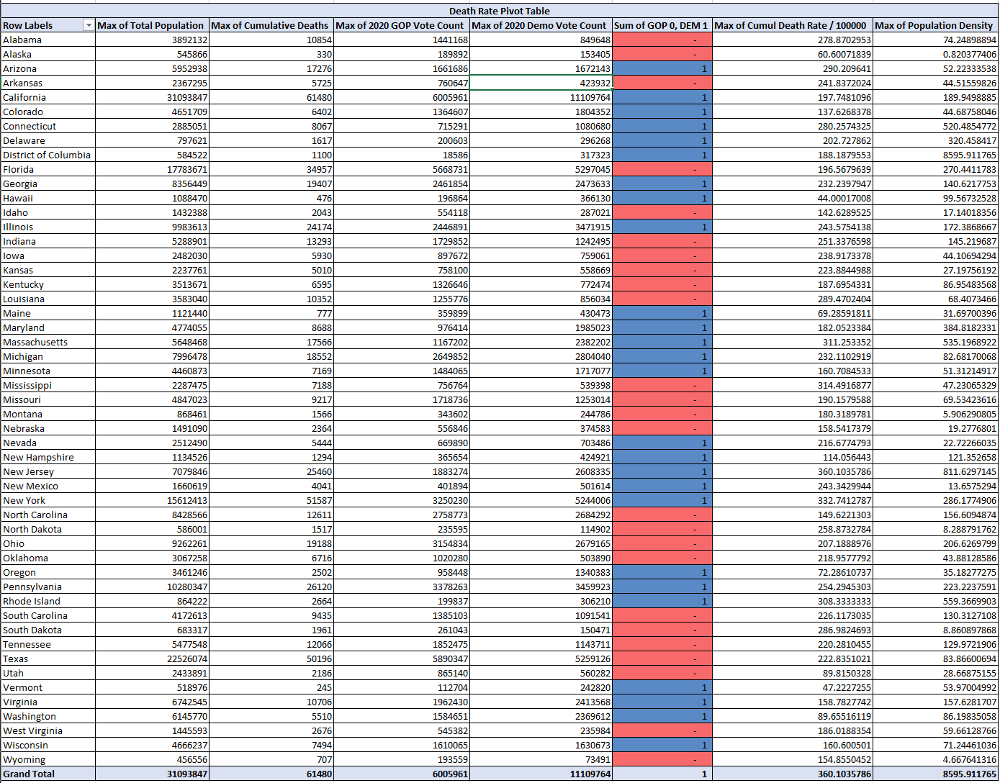 Death Rate Pivot Table
Row Labels Max of Total Population Max of Cumulative Deaths Max of 2020 GOP Vote Count Max of 2020 Demo Vote Count Sum of GOP 0, DEM 1 Max of Cumul Death Rate / 100000 Max of Population Density
Alabama 3892132 10854 1441168 849648 - 278.8702953 74.24898894
Alaska 545866 330 189892 153405 - 60.60071839 0.820377406
Arizona 5952938 17276 1661686 1672143 1 290.209641 52.22333538
Arkansas 2367295 5725 760647 423932 - 241.8372024 44.51559826
California 31093847 61480 6005961 11109764 1 197.7481096 189.9498885
Colorado 4651709 6402 1364607 1804352 1 137.6268378 44.68758046
Connecticut 2885051 8067 715291 1080680 1 280.2574325 520.4854772
Delaware 797621 1617 200603 296268 1 202.727862 320.458417
District of Columbia 584522 1100 18586 317323 1 188.1879553 8595.911765
Florida 17783671 34957 5668731 5297045 - 196.5679639 270.4411783
Georgia 8356449 19407 2461854 2473633 1 232.2397947 140.6217753
Hawaii 1088470 476 196864 366130 1 44.00017008 99.56732528
Idaho 1432388 2043 554118 287021 - 142.6289525 17.14018356
Illinois 9983613 24174 2446891 3471915 1 243.5754138 172.3868667
Indiana 5288901 13293 1729852 1242495 - 251.3376598 145.219687
Iowa 2482030 5930 897672 759061 - 238.9173378 44.10694294
Kansas 2237761 5010 758100 558669 - 223.8844988 27.19756192
Kentucky 3513671 6595 1326646 772474 - 187.6954331 86.95483568
Louisiana 3583040 10352 1255776 856034 - 289.4702404 68.4073466
Maine 1121440 777 359899 430473 1 69.28591811 31.69700396
Maryland 4774055 8688 976414 1985023 1 182.0523384 384.8182331
Massachusetts 5648468 17566 1167202 2382202 1 311.253352 535.1968922
Michigan 7996478 18552 2649852 2804040 1 232.1102919 82.68170068
Minnesota 4460873 7169 1484065 1717077 1 160.7084533 51.31214917
Mississippi 2287475 7188 756764 539398 - 314.4916877 47.23065329
Missouri 4847023 9217 1718736 1253014 - 190.1579588 69.53423616
Montana 868461 1566 343602 244786 - 180.3189781 5.906290805
Nebraska 1491090 2364 556846 374583 - 158.5417379 19.2776801
Nevada 2512490 5444 669890 703486 1 216.6774793 22.72266035
New Hampshire 1134526 1294 365654 424921 1 114.056443 121.352658
New Jersey 7079846 25460 1883274 2608335 1 360.1035786 811.6297145
New Mexico 1660619 4041 401894 501614 1 243.3429944 13.6575294
New York 15612413 51587 3250230 5244006 1 332.7412787 286.1774906
North Carolina 8428566 12611 2758773 2684292 - 149.6221303 156.6094874
North Dakota 586001 1517 235595 114902 - 258.8732784 8.288791762
Ohio 9262261 19188 3154834 2679165 - 207.1888976 206.6269799
Oklahoma 3067258 6716 1020280 503890 - 218.9577792 43.88128586
Oregon 3461246 2502 958448 1340383 1 72.28610737 35.18277275
Pennsylvania 10280347 26120 3378263 3459923 1 254.2945303 223.2237591
Rhode Island 864222 2664 199837 306210 1 308.3333333 559.3669903
South Carolina 4172613 9435 1385103 1091541 - 226.1173035 130.3127108
South Dakota 683317 1961 261043 150471 - 286.9824693 8.860897868
Tennessee 5477548 12066 1852475 1143711 - 220.2810455 129.9721906
Texas 22526074 50196 5890347 5259126 - 222.8351021 83.86600694
Utah 2433891 2186 865140 560282 - 89.8150328 28.66875155
Vermont 518976 245 112704 242820 1 47.2227255 53.97004992
Virginia 6742545 10706 1962430 2413568 1 158.7827742 157.6281707
Washington 6145770 5510 1584651 2369612 1 89.65516119 86.19835058
West Virginia 1445593 2676 545382 235984 - 186.0188354 59.66128766
Wisconsin 4666237 7494 1610065 1630673 1 160.600501 71.24461036
Wyoming 456556 707 193559 73491 - 154.8550452 4.667641316
Grand Total 31093847 61480 6005961 11109764 1 360.1035786 8595.911765